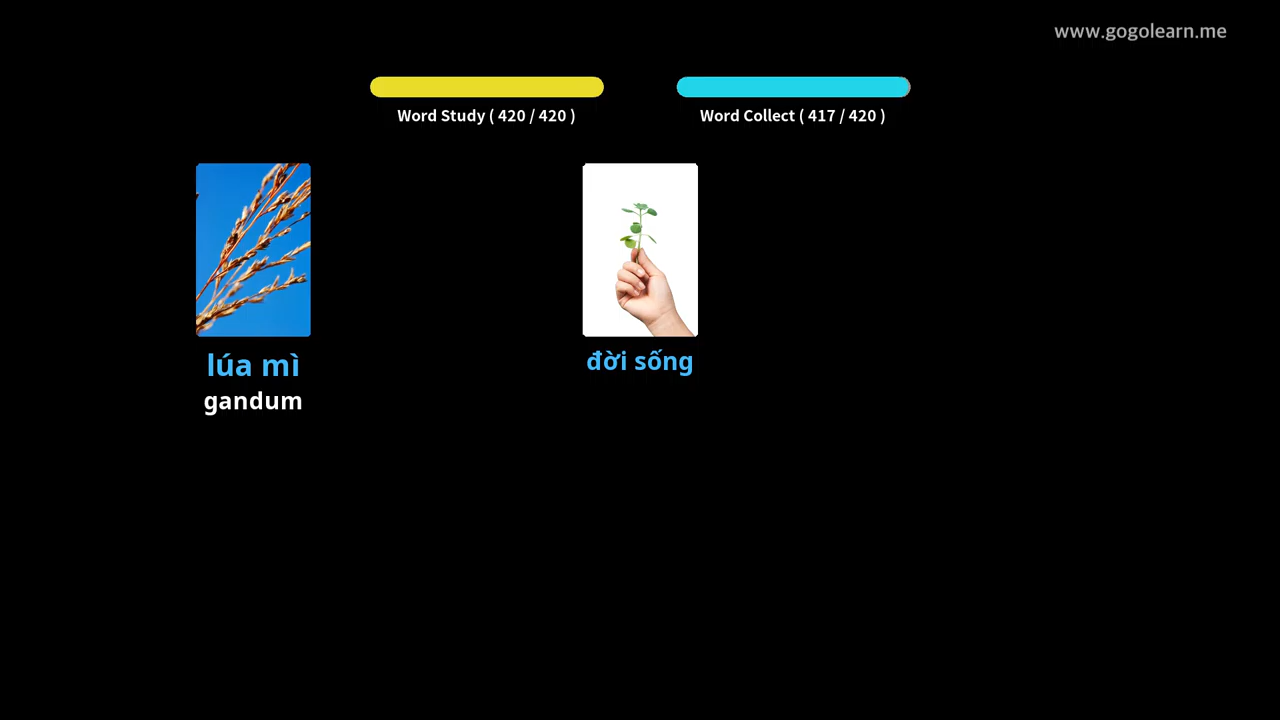 www.gogolearn.me
Word Study ( 420 / 420 )
Word Collect ( 417 / 420 )
lúa mì
gandum
đời sống